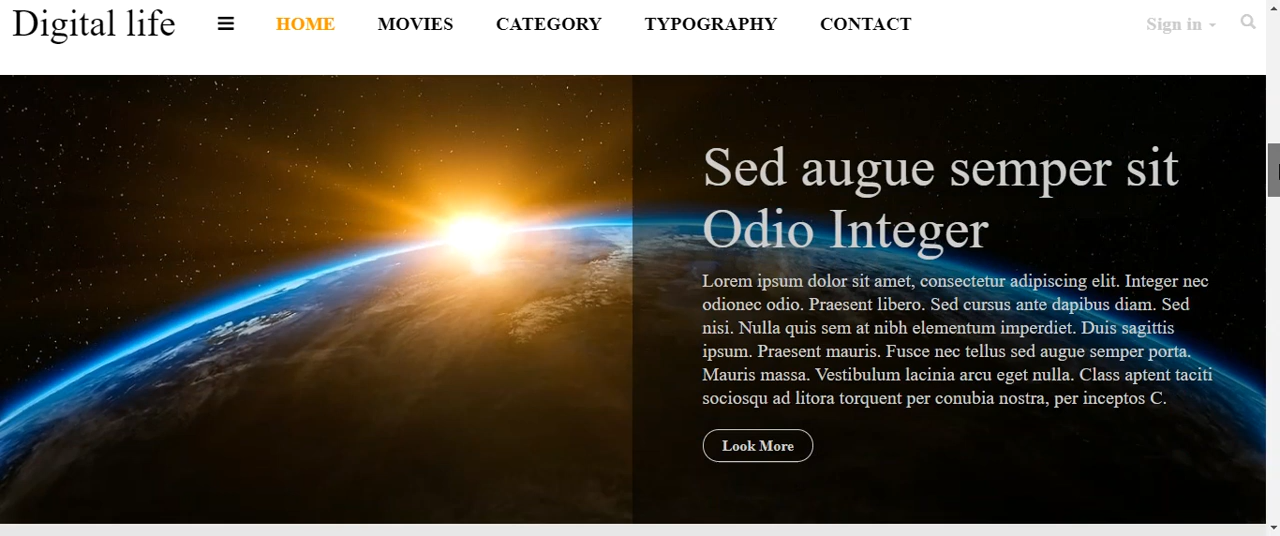 Digital life
HOME MOVIES CATEGORY TYPOGRAPHY CONTACT
Sign in
Sed augue semper sit
Odio Integer
Lorem ipsum dolor sit amet, consectetur adipiscing elit. Integer nec
odionec odio. Praesent libero. Sed cursus ante dapibus diam. Sed
nisi. Nulla quis sem at nibh elementum imperdiet. Duis sagittis
ipsum. Praesent mauris. Fusce nec tellus sed augue semper porta.
Mauris massa. Vestibulum lacinia arcu eget nulla. Class aptent taciti
sociosqu ad litora torquent per conubia nostra, per inceptos C.
Look More